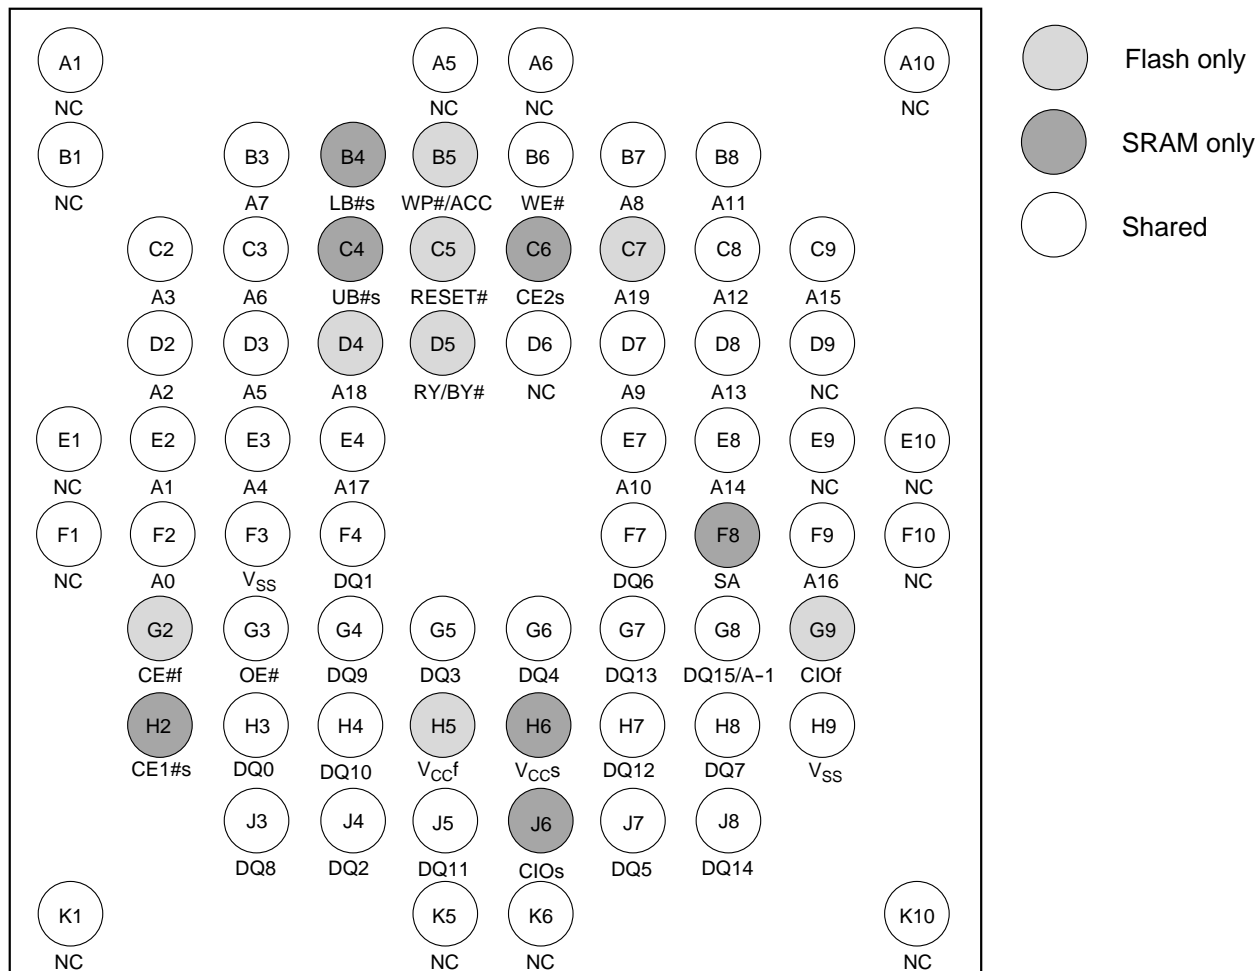 A1 A5 A6 A10 Flash only
NC NC NC NC
B1 B3 B4 B5 B6 B7 B8 SRAM only
NC A7 LB#s WP#/ACC WE# A8 A11
C2 C3 C4 C5 C6 C7 C8 C9 Shared
A3 A6 UB#s RESET# CE2s A19 A12 A15
D2 D3 D4 D5 D6 D7 D8 D9
A2 A5 A18 RY/BY# NC A9 A13 NC
E1 E2 E3 E4 E7 E8 E9 E10
NC A1 A4 A17 A10 A14 NC NC
F1 F2 F3 F4 F7 F8 F9 F10
NC A0 VSS DQ1 DQ6 SA A16 NC
G2 G3 G4 G5 G6 G7 G8 G9
CE#f OE# DQ9 DQ3 DQ4 DQ13 DQ15/A-1 CIOf
H2 H3 H4 H5 H6 H7 H8 H9
CE1#s DQ0 DQ10 VCCf VCCs DQ12 DQ7 VSS
J3 J4 J5 J6 J7 J8
DQ8 DQ2 DQ11 CIOs DQ5 DQ14
K1 K5 K6 K10
NC NC NC NC